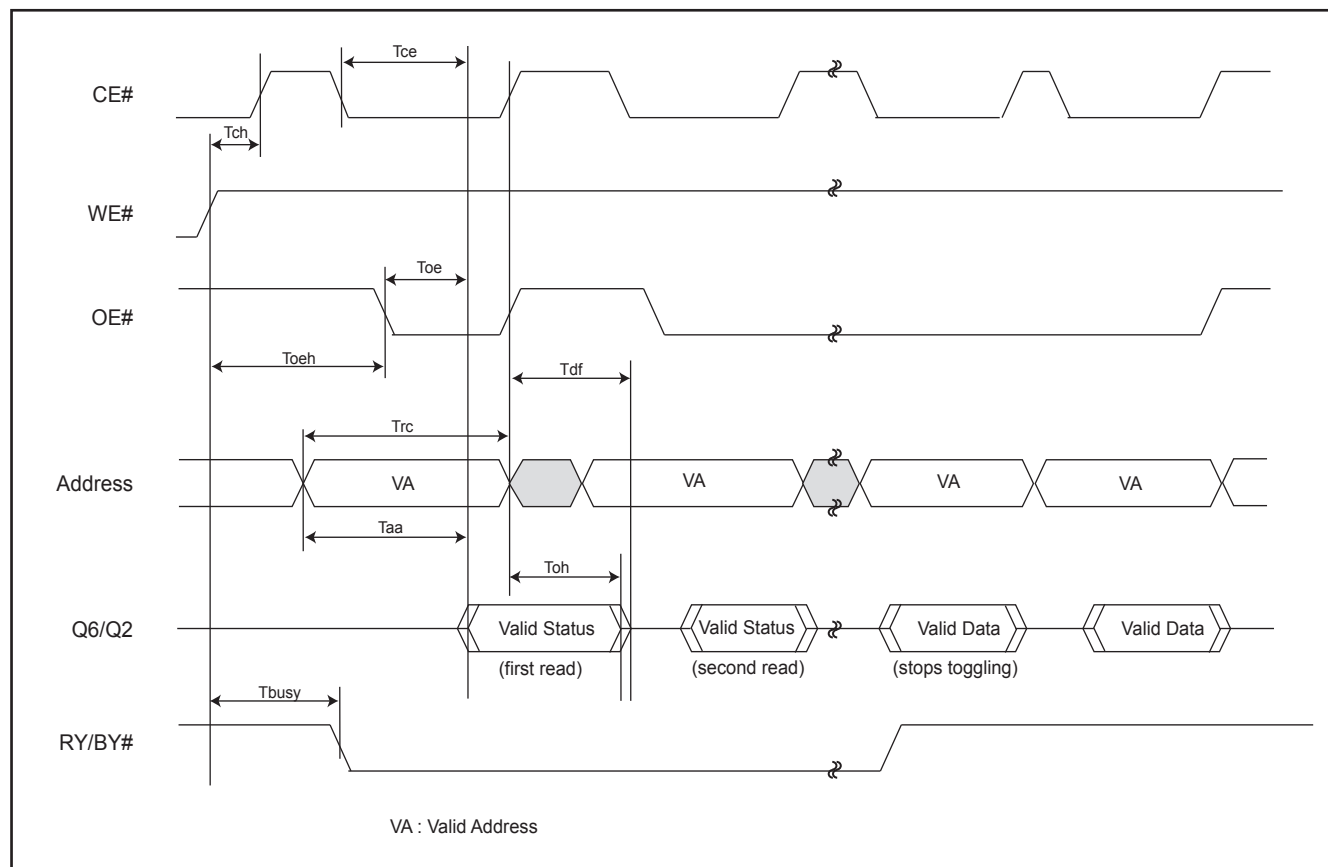 Tce
CE#
Tch
WE#
Toe
OE#
Toeh
Tdf
Trc
Address
VA
VA
VA
VA
Taa
Toh
Q6/Q2
Valid Status
Valid Status
Valid Data
Valid Data
(first read)
(second read)
(stops toggling)
Tbusy
RY/BY#
VA : Valid Address